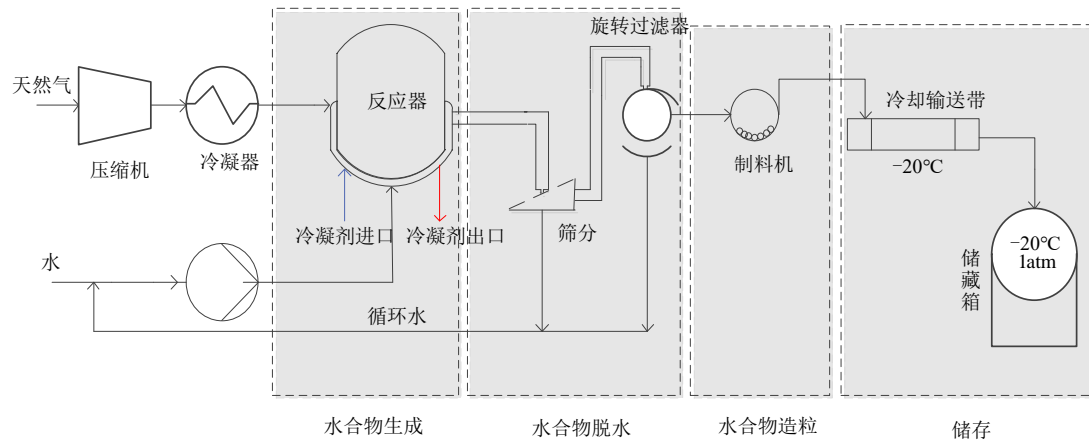 旋转过滤器
天然气
反应器
冷却输送带
压缩机
冷凝器
制料机
−20℃
冷凝剂进口
冷凝剂出口
筛分
水
−20℃
1atm
储藏箱
循环水
水合物生成
水合物脱水
水合物造粒
储存